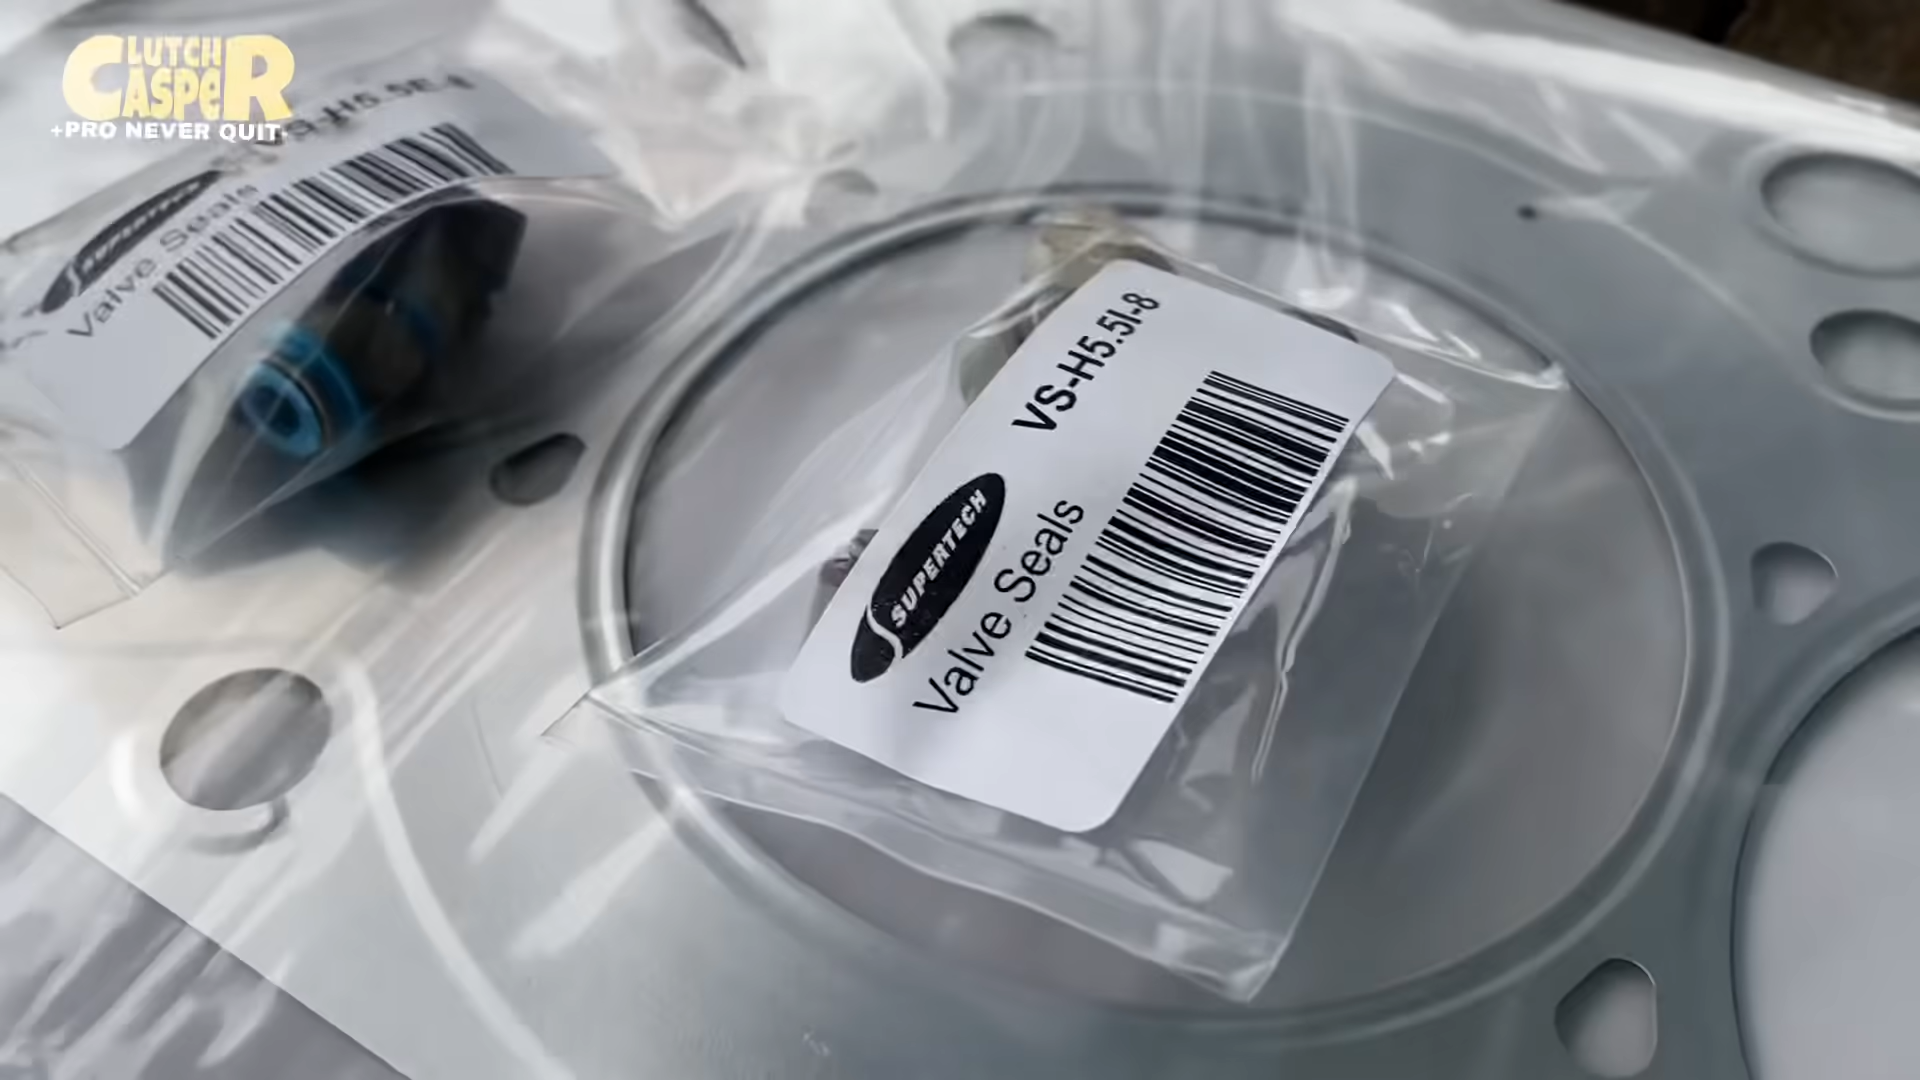 CLUTCH
CASPER
+PRO NEVER QUIT-
SUPERTECH
Valve Seals
VS-H5.5I-8
SUPERTECH
Valve Seals